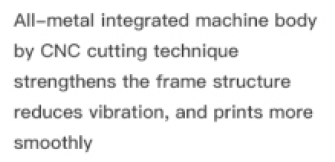 All-metal integrated machine body
by CNC cutting technique
strengthens the frame structure
reduces vibration, and prints more
smoothly